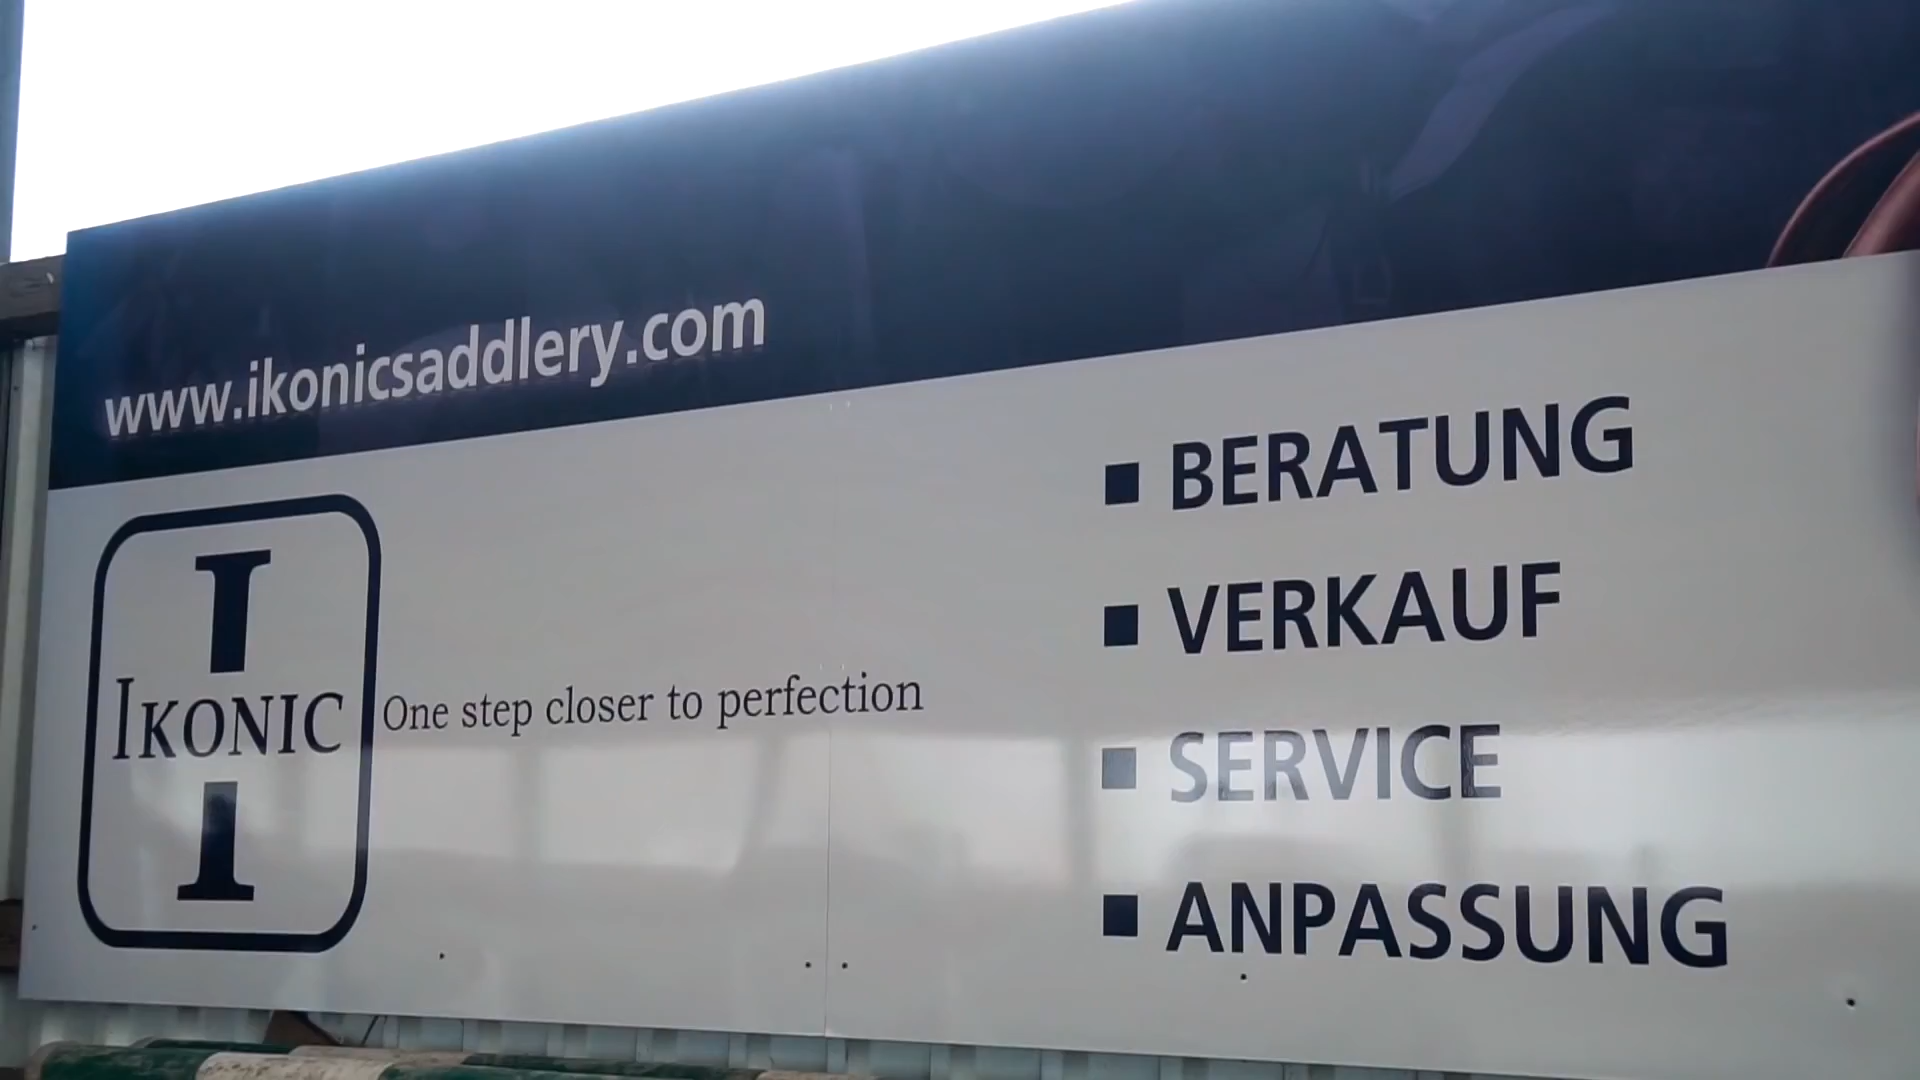 www.ikonicsaddlery.com
I
IKONIC
One step closer to perfection
▪ BERATUNG
▪ VERKAUF
▪ SERVICE
▪ ANPASSUNG